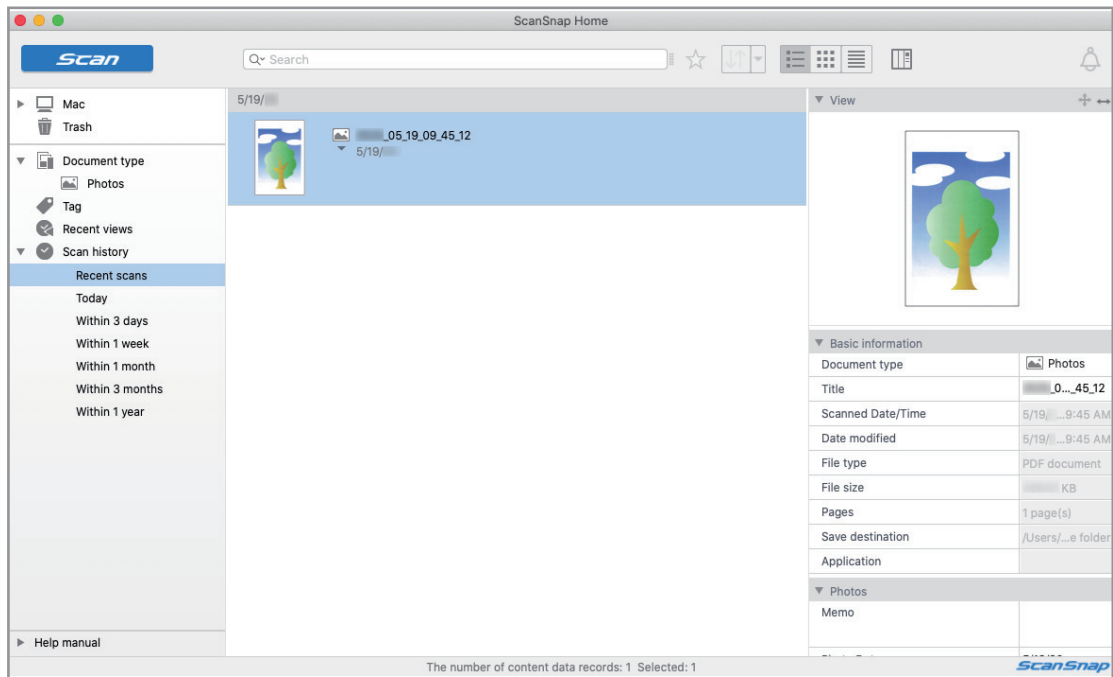 ScanSnap Home
Scan
Search
Mac
Trash
Document type
Photos
Tag
Recent views
Scan history
Recent scans
Today
Within 3 days
Within 1 week
Within 1 month
Within 3 months
Within 1 year
Help manual
5/19/
_05_19_09_45_12
5/19/
View
Basic information
Document type Photos
Title _0..._45_12
Scanned Date/Time 5/19/ ...9:45 AM
Date modified 5/19/ ...9:45 AM
File type PDF document
File size KB
Pages 1 page(s)
Save destination /Users/...e folder
Application
Photos
Memo
The number of content data records: 1 Selected: 1
ScanSnap